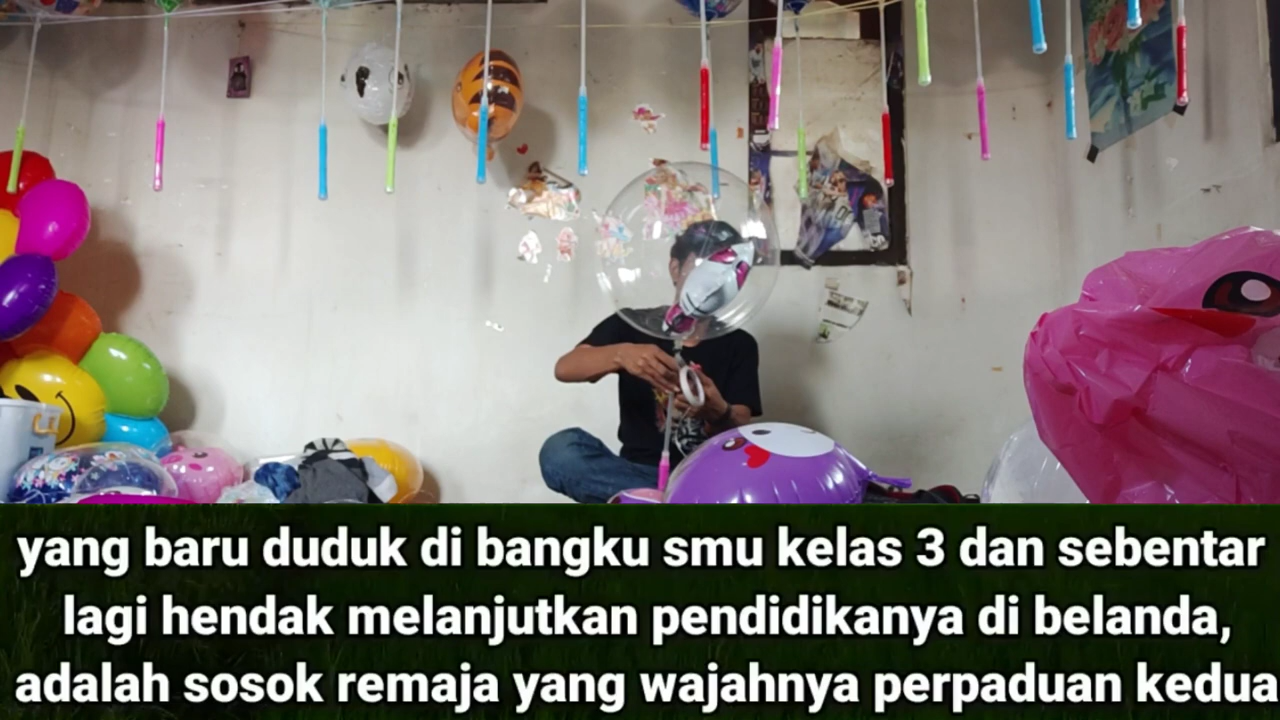 yang baru duduk di bangku smu kelas 3 dan sebentar
lagi hendak melanjutkan pendidikanya di belanda,
adalah sosok remaja yang wajahnya perpaduan kedua